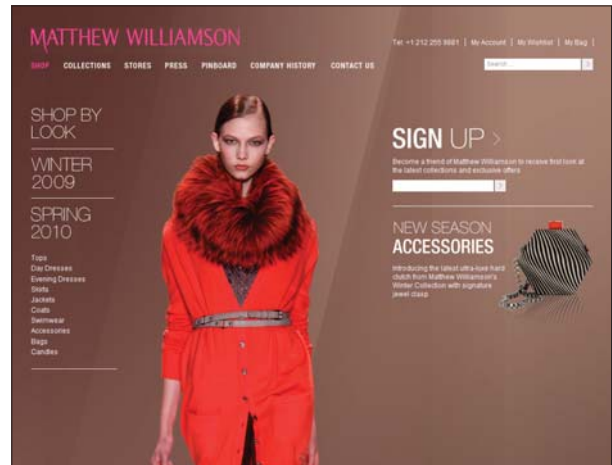 MATTHEW WILLIAMSON
Tel: +1 212 255 8881 | My Account | My Wishlist | My Bag |
SHOP COLLECTIONS STORES PRESS PINBOARD COMPANY HISTORY CONTACT US
Search ...
SHOP BY
LOOK
WINTER
2009
SPRING
2010
Tops
Day Dresses
Evening Dresses
Skirts
Jackets
Coats
Swimwear
Accessories
Bags
Candles
SIGN UP >
Become a friend of Matthew Williamson to receive first look at
the latest collections and exclusive offers
NEW SEASON
ACCESSORIES
Introducing the latest ultra-luxe hard
clutch from Matthew Williamson's
Winter Collection with signature
jewel clasp